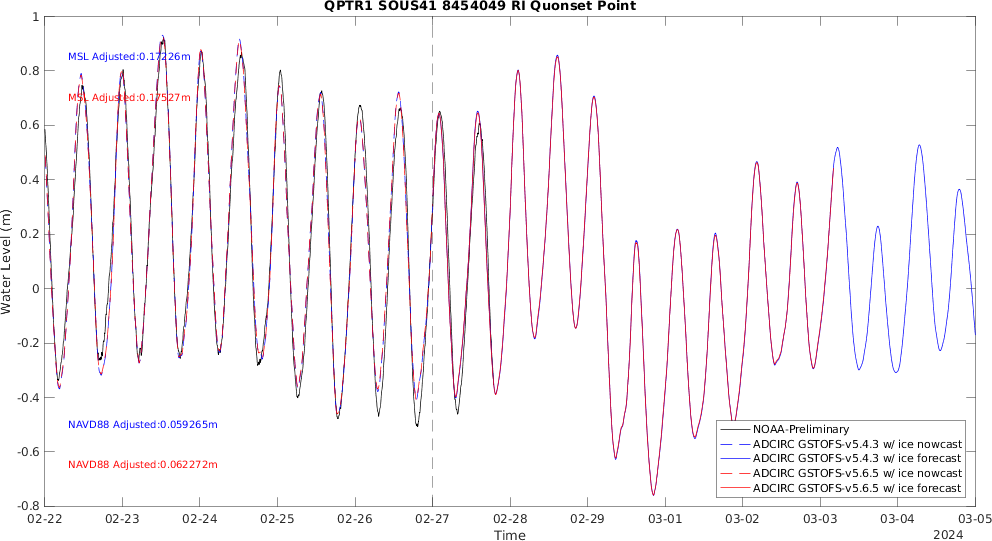 QPTR1 SOUS41 8454049 RI Quonset Point
1
0.8
0.6
0.4
0.2
0
-0.2
-0.4
-0.6
-0.8
Water Level (m)
MSL Adjusted:0.17226m
MSL Adjusted:0.17527m
NAVD88 Adjusted:0.059265m
NAVD88 Adjusted:0.062272m
NOAA-Preliminary
ADCIRC GSTOFS-v5.4.3 w/ ice nowcast
ADCIRC GSTOFS-v5.4.3 w/ ice forecast
ADCIRC GSTOFS-v5.6.5 w/ ice nowcast
ADCIRC GSTOFS-v5.6.5 w/ ice forecast
02-22 02-23 02-24 02-25 02-26 02-27 02-28 02-29 03-01 03-02 03-03 03-04 03-05
Time
2024